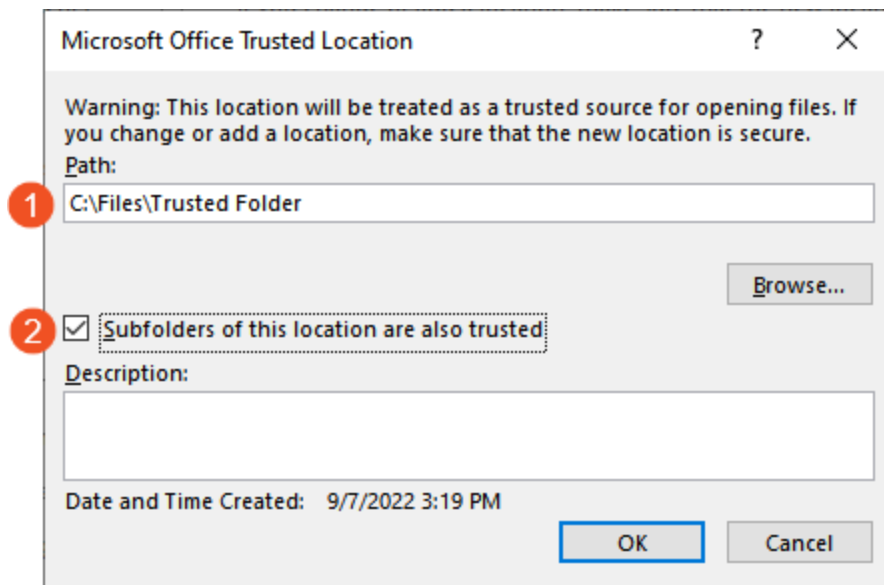 Microsoft Office Trusted Location
Warning: This location will be treated as a trusted source for opening files. If
you change or add a location, make sure that the new location is secure.
Path:
1
C:\Files\Trusted Folder
Browse...
2
Subfolders of this location are also trusted
Description:
Date and Time Created: 9/7/2022 3:19 PM
OK Cancel